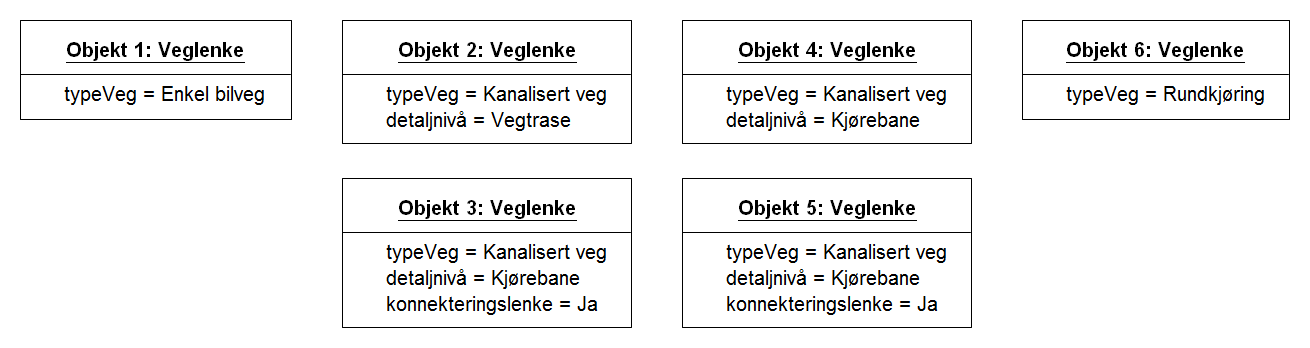 Objekt 1: Veglenke
typeVeg = Enkel bilveg
Objekt 2: Veglenke
typeVeg = Kanalisert veg
detaljnivå = Vegtrase
Objekt 4: Veglenke
typeVeg = Kanalisert veg
detaljnivå = Kjørebane
Objekt 6: Veglenke
typeVeg = Rundkjøring
Objekt 3: Veglenke
typeVeg = Kanalisert veg
detaljnivå = Kjørebane
konnekteringslenke = Ja
Objekt 5: Veglenke
typeVeg = Kanalisert veg
detaljnivå = Kjørebane
konnekteringslenke = Ja